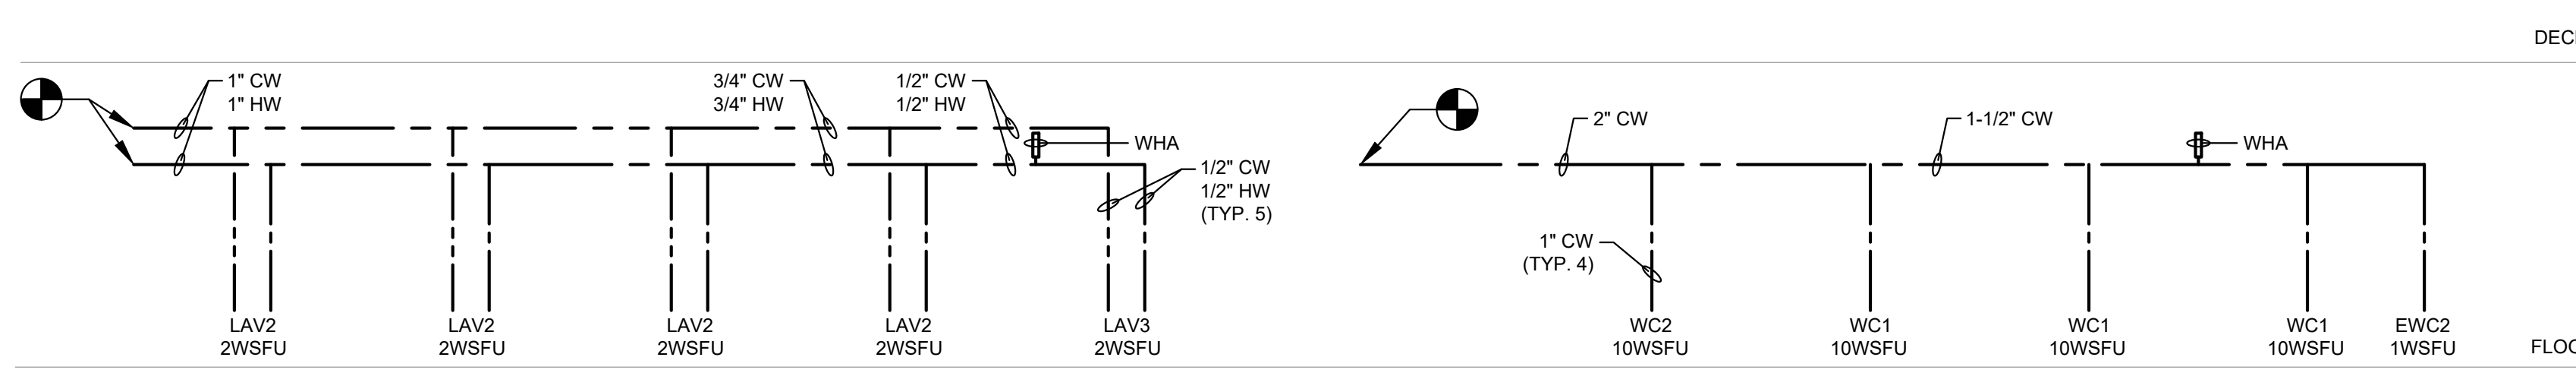 DEC
1" CW
1" HW
3/4" CW
3/4" HW
1/2" CW
1/2" HW
WHA
1/2" CW
1/2" HW
(TYP. 5)
LAV2
2WSFU
LAV2
2WSFU
LAV2
2WSFU
LAV2
2WSFU
LAV3
2WSFU
2" CW
1-1/2" CW
WHA
1" CW
(TYP. 4)
WC2
10WSFU
WC1
10WSFU
WC1
10WSFU
WC1
10WSFU
EWC2
1WSFU
FLOO